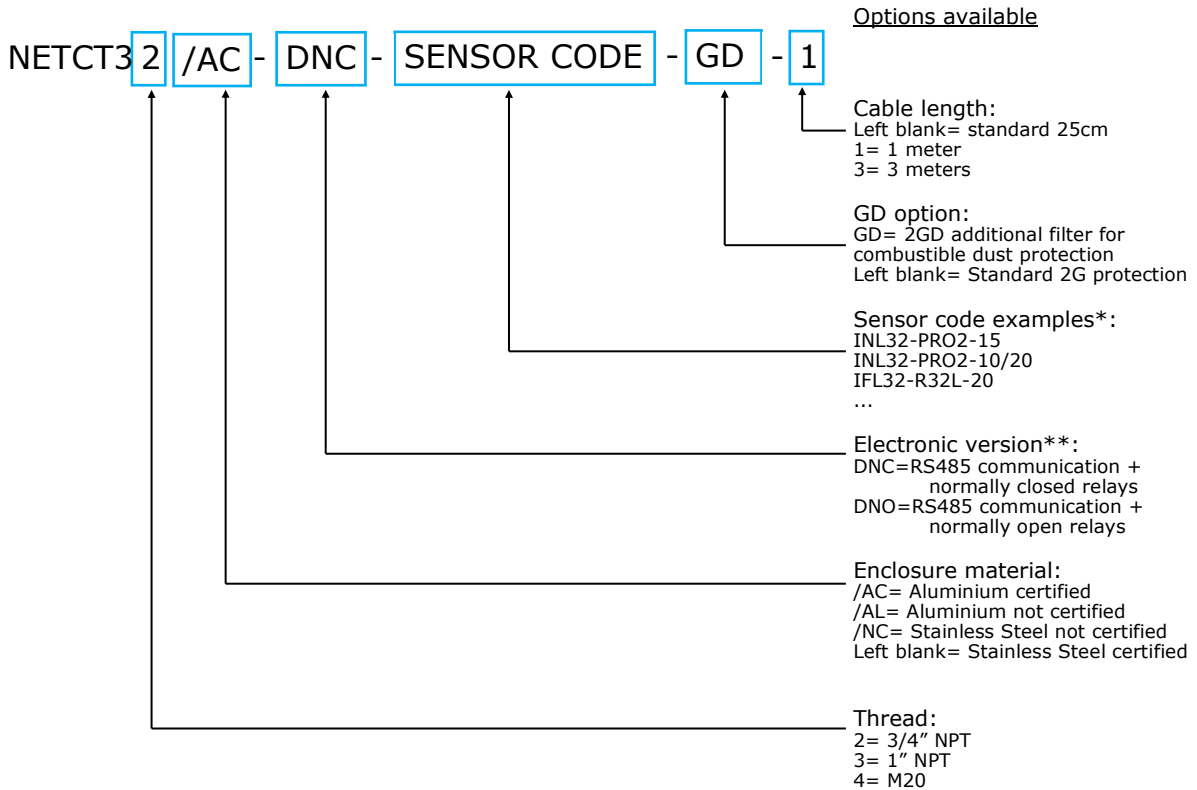 Options available
NETCT3 2 /AC - DNC - SENSOR CODE - GD - 1
Cable length:
Left blank= standard 25cm
1= 1 meter
3= 3 meters
GD option:
GD= 2GD additional filter for
combustible dust protection
Left blank= Standard 2G protection
Sensor code examples*:
INL32-PRO2-15
INL32-PRO2-10/20
IFL32-R32L-20
...
Electronic version**:
DNC=RS485 communication +
normally closed relays
DNO=RS485 communication +
normally open relays
Enclosure material:
/AC= Aluminium certified
/AL= Aluminium not certified
/NC= Stainless Steel not certified
Left blank= Stainless Steel certified
Thread:
2= 3/4” NPT
3= 1” NPT
4= M20